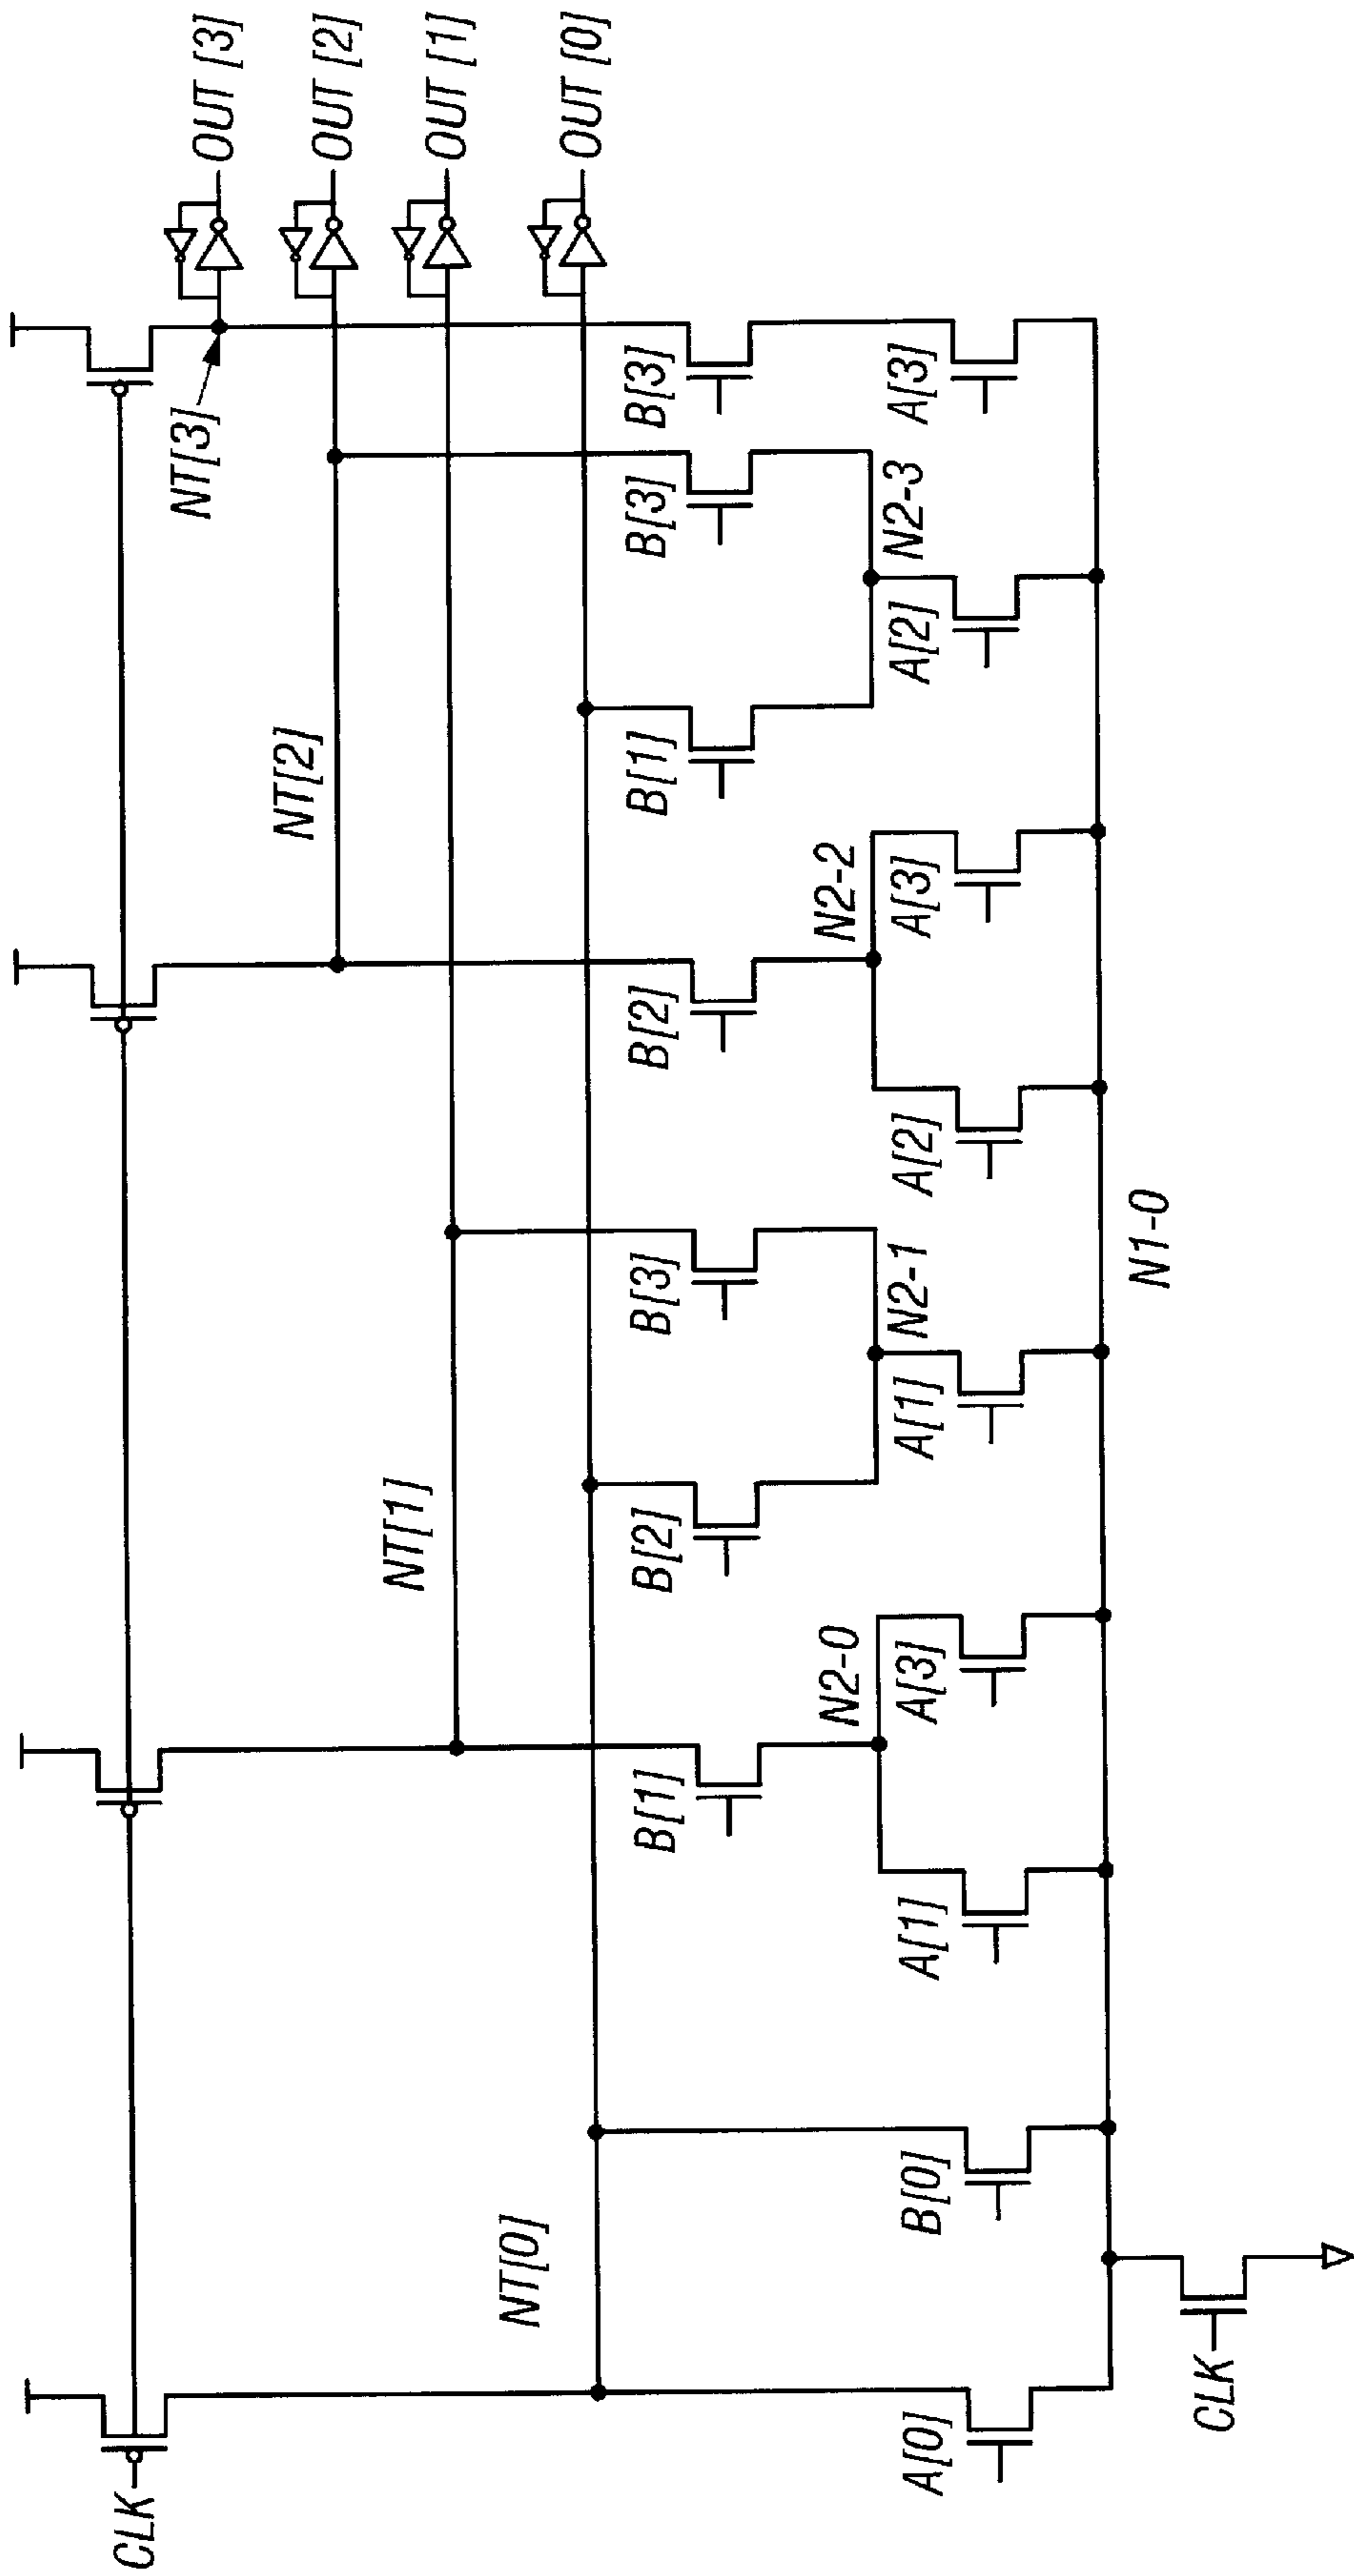 OUT [3]
OUT [2]
OUT [1]
OUT [0]
NT[3]
NT[2]
NT[1]
NT[0]
CLK
B[3]
A[3]
B[3]
N2-3
A[2]
B[1]
N2-2
A[3]
B[2]
A[2]
B[3]
N2-1
A[1]
B[2]
N2-0
A[3]
B[1]
A[1]
B[0]
A[0]
N1-0
CLK